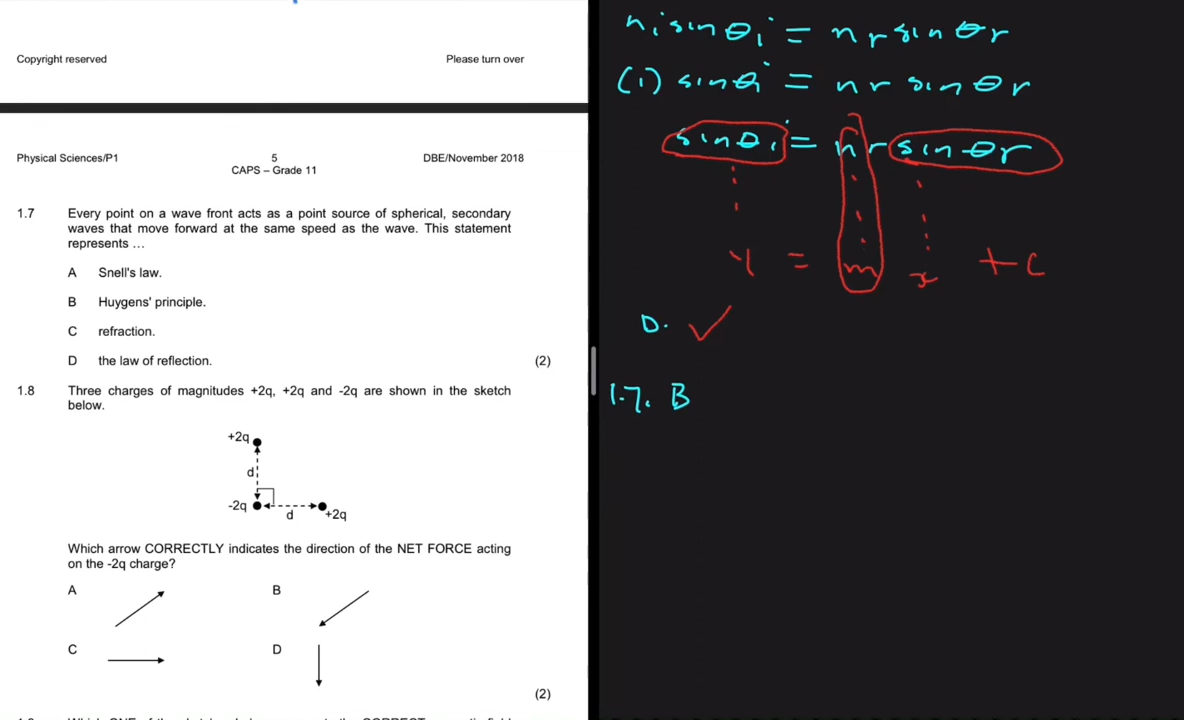 Copyright reserved
Please turn over
Physical Sciences/P1
5
DBE/November 2018
CAPS – Grade 11
1.7 Every point on a wave front acts as a point source of spherical, secondary
waves that move forward at the same speed as the wave. This statement
represents …
A Snell's law.
B Huygens' principle.
C refraction.
D the law of reflection. (2)
1.8 Three charges of magnitudes +2q, +2q and -2q are shown in the sketch
below.
+2q
d
-2q
d
+2q
Which arrow CORRECTLY indicates the direction of the NET FORCE acting
on the -2q charge?
A
B
C
D
(2)
ni sin θi = nr sin θr
(1) sin θi = nr sin θr
sin θi = nr sin θr
y = m x + c
D. ✓
1.7. B